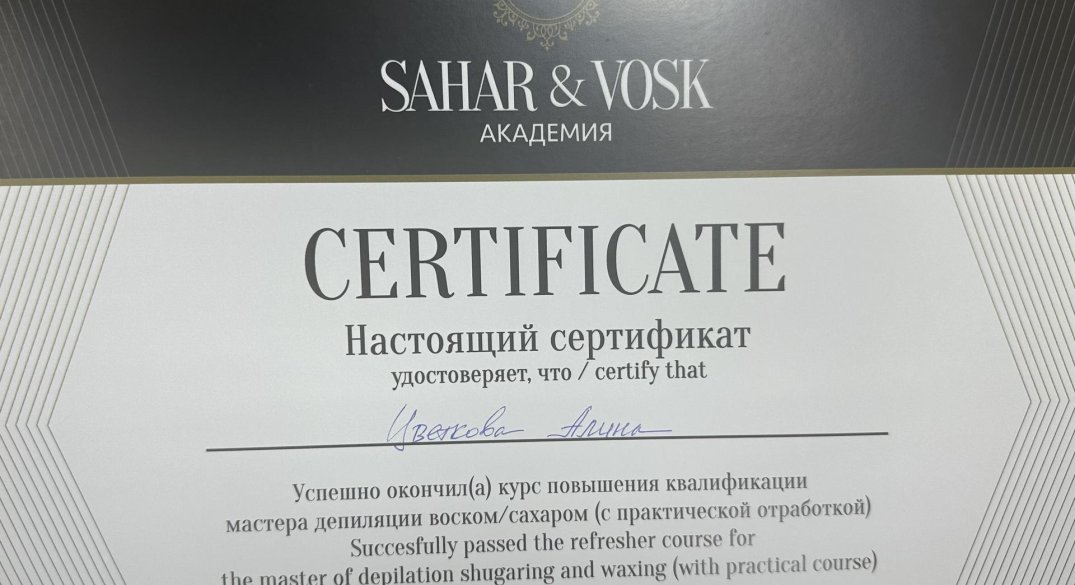 SAHAR & VOSK
АКАДЕМИЯ
CERTIFICATE
Настоящий сертификат
удостоверяет, что / certify that
Цветкова Алина
Успешно окончил(а) курс повышения квалификации
мастера депиляции воском/сахаром (с практической отработкой)
Succesfully passed the refresher course for
the master of depilation shugaring and waxing (with practical course)